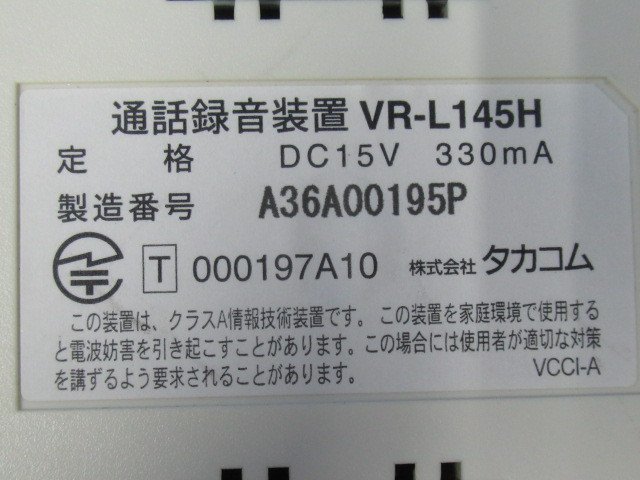 通話録音装置 VR-L145H
定 格 DC15V 330mA
製造番号 A36A00195P
T 000197A10 株式会社 タカコム
この装置は、クラスA情報技術装置です。この装置を家庭環境で使用する
と電波妨害を引き起こすことがあります。この場合には使用者が適切な対策
を講ずるよう要求されることがあります。 VCCI-A